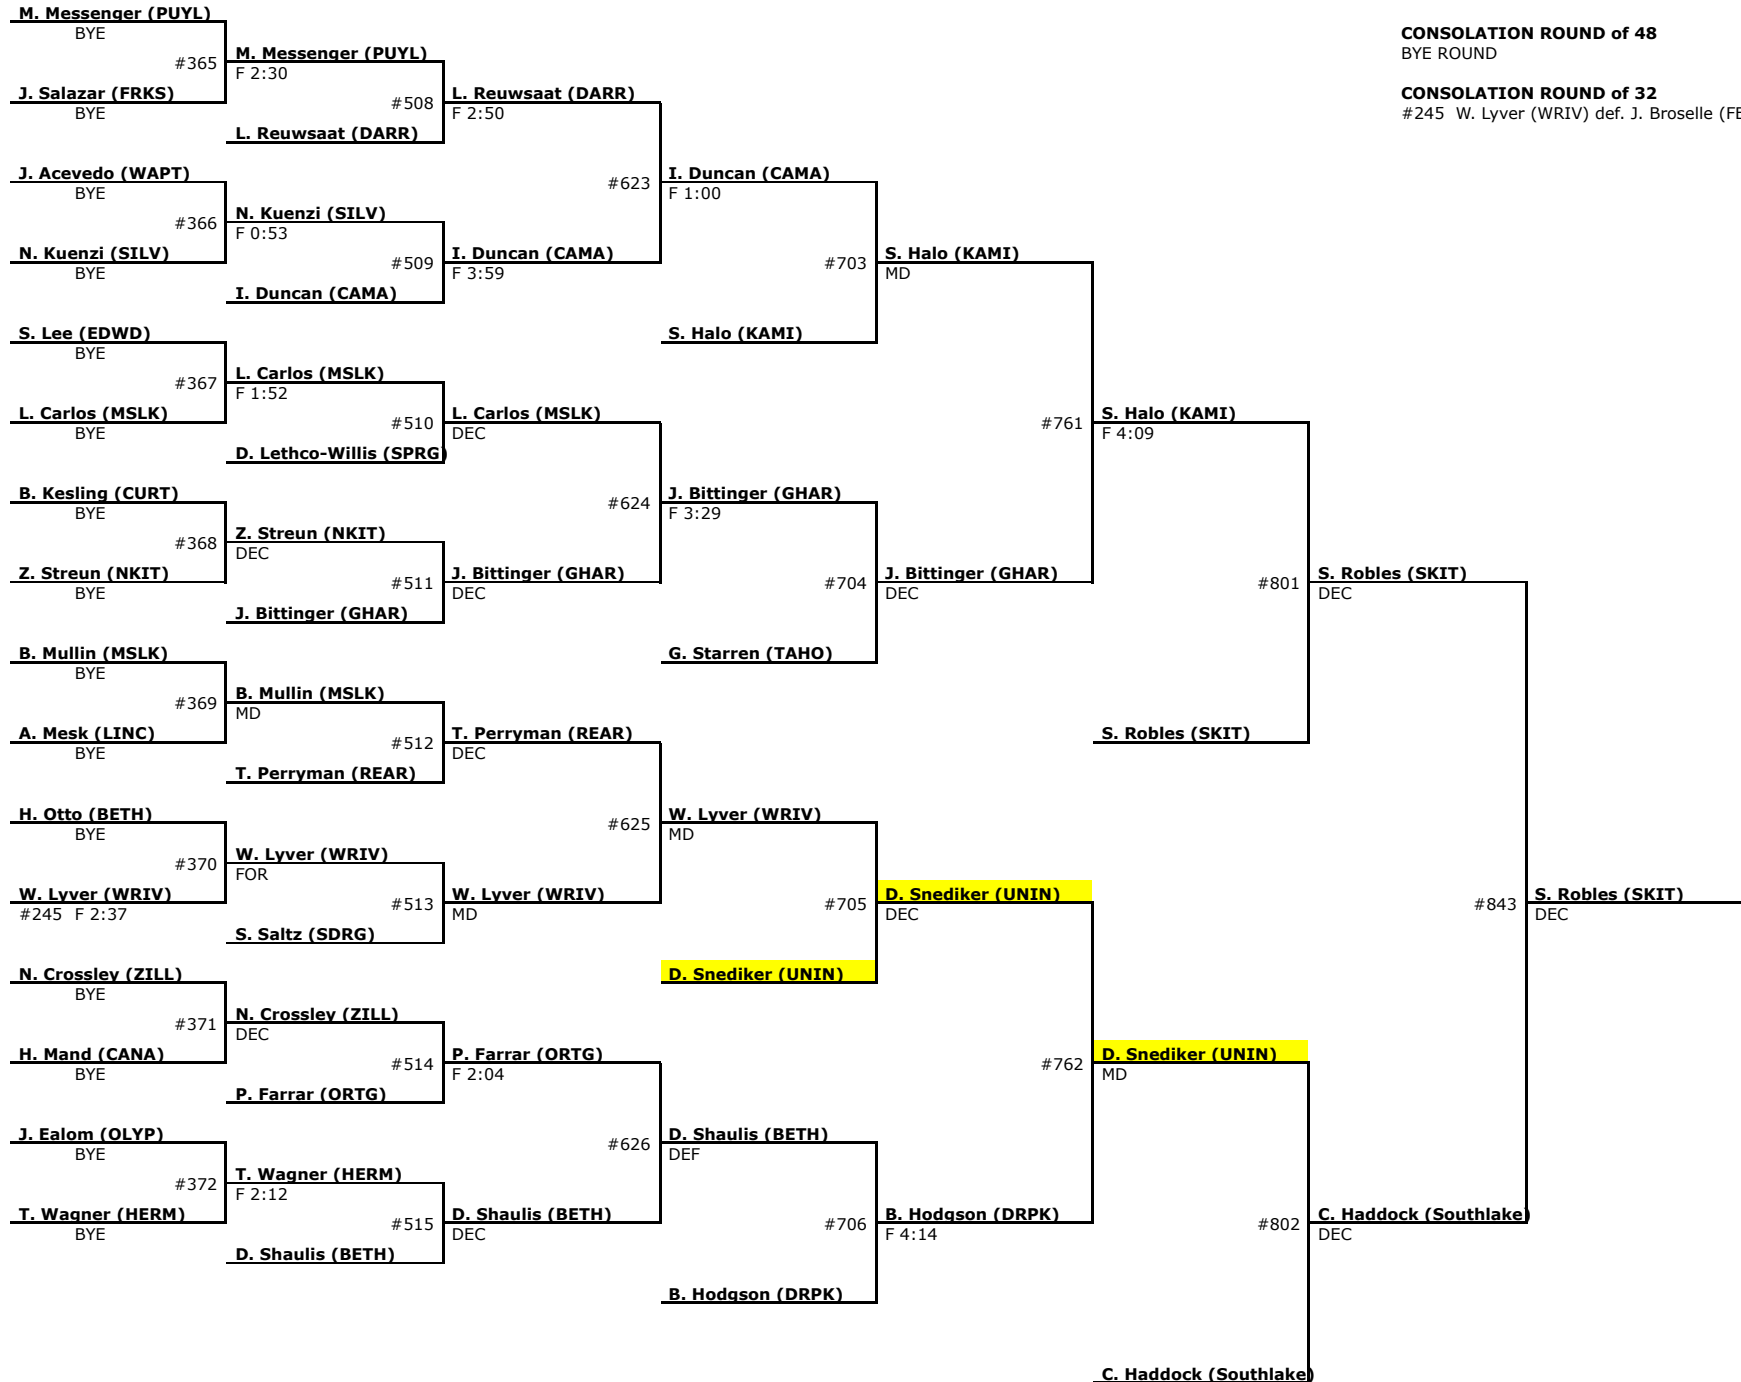 M. Messenger (PUYL)
BYE
#365
J. Salazar (FRKS)
BYE
J. Acevedo (WAPT)
BYE
#366
N. Kuenzi (SILV)
BYE
S. Lee (EDWD)
BYE
#367
L. Carlos (MSLK)
BYE
B. Kesling (CURT)
BYE
#368
Z. Streun (NKIT)
BYE
B. Mullin (MSLK)
BYE
#369
A. Mesk (LINC)
BYE
H. Otto (BETH)
BYE
#370
W. Lyver (WRIV)
#245 F 2:37
N. Crossley (ZILL)
BYE
#371
H. Mand (CANA)
BYE
J. Ealom (OLYP)
BYE
#372
T. Wagner (HERM)
BYE
M. Messenger (PUYL)
F 2:30
#508
L. Reuwsaat (DARR)
N. Kuenzi (SILV)
F 0:53
#509
I. Duncan (CAMA)
L. Carlos (MSLK)
F 1:52
#510
D. Lethco-Willis (SPRG)
Z. Streun (NKIT)
DEC
#511
J. Bittinger (GHAR)
B. Mullin (MSLK)
MD
#512
T. Perryman (REAR)
W. Lyver (WRIV)
FOR
#513
S. Saltz (SDRG)
N. Crossley (ZILL)
DEC
#514
P. Farrar (ORTG)
T. Wagner (HERM)
F 2:12
#515
D. Shaulis (BETH)
L. Reuwsaat (DARR)
F 2:50
#623
I. Duncan (CAMA)
F 3:59
L. Carlos (MSLK)
DEC
#624
J. Bittinger (GHAR)
DEC
T. Perryman (REAR)
DEC
#625
W. Lyver (WRIV)
MD
P. Farrar (ORTG)
F 2:04
#626
D. Shaulis (BETH)
DEC
I. Duncan (CAMA)
F 1:00
#703
S. Halo (KAMI)
J. Bittinger (GHAR)
F 3:29
#704
G. Starren (TAHO)
W. Lyver (WRIV)
MD
#705
D. Snediker (UNIN)
D. Shaulis (BETH)
DEF
#706
B. Hodgson (DRPK)
S. Halo (KAMI)
MD
#761
J. Bittinger (GHAR)
DEC
D. Snediker (UNIN)
DEC
#762
B. Hodgson (DRPK)
F 4:14
S. Halo (KAMI)
F 4:09
#801
S. Robles (SKIT)
D. Snediker (UNIN)
MD
#802
C. Haddock (Southlake)
S. Robles (SKIT)
DEC
#843
C. Haddock (Southlake)
DEC
S. Robles (SKIT)
DEC
CONSOLATION ROUND of 48
BYE ROUND
CONSOLATION ROUND of 32
#245 W. Lyver (WRIV) def. J. Broselle (FE